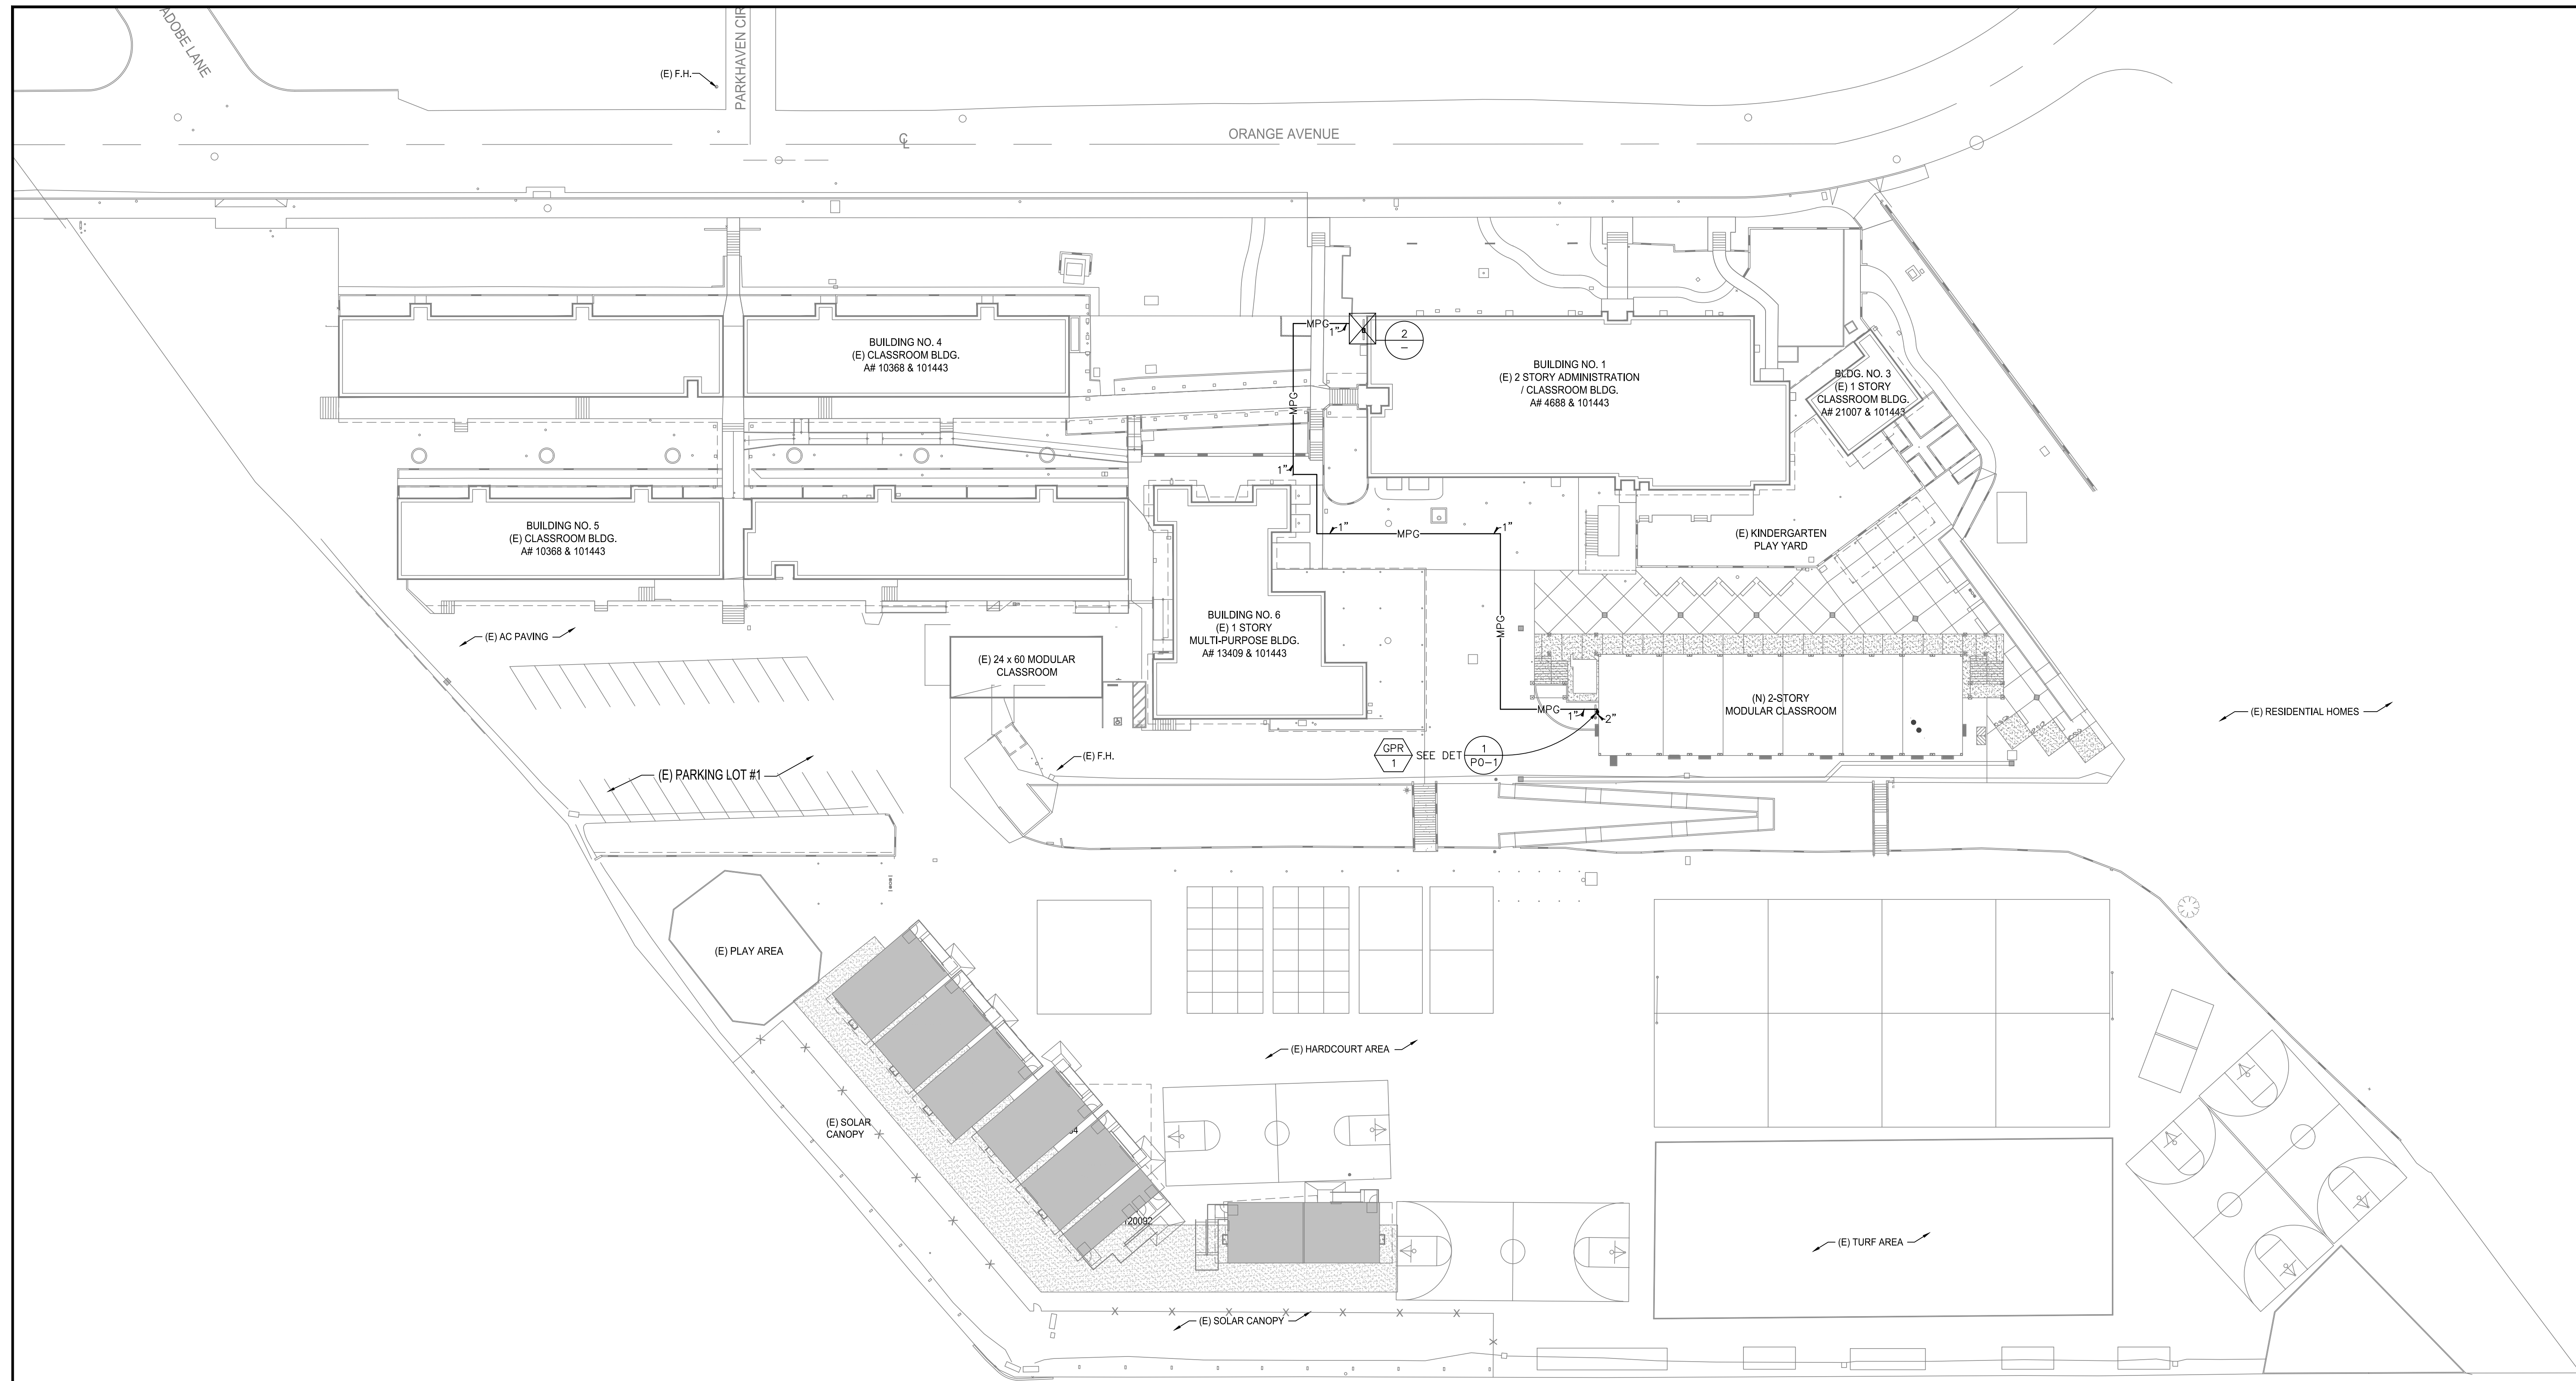 ADOBE LANE
PARKHAVEN CIR
(E) F.H.
ORANGE AVENUE
℄
MPG
1"
2
–
BUILDING NO. 4
(E) CLASSROOM BLDG.
A# 10368 & 101443
BUILDING NO. 1
(E) 2 STORY ADMINISTRATION
/ CLASSROOM BLDG.
A# 4688 & 101443
BLDG. NO. 3
(E) 1 STORY
CLASSROOM BLDG.
A# 21007 & 101443
MPG
1"
BUILDING NO. 5
(E) CLASSROOM BLDG.
A# 10368 & 101443
1"
MPG
1"
(E) KINDERGARTEN
PLAY YARD
(E) AC PAVING
BUILDING NO. 6
(E) 1 STORY
MULTI-PURPOSE BLDG.
A# 13409 & 101443
MPG
(E) 24 x 60 MODULAR
CLASSROOM
(N) 2-STORY
MODULAR CLASSROOM
MPG
1"
2"
(E) RESIDENTIAL HOMES
GPR
1
SEE DET
1
P0-1
(E) F.H.
(E) PARKING LOT #1
(E) PLAY AREA
(E) HARDCOURT AREA
(E) SOLAR
CANOPY
54
120092
(E) TURF AREA
(E) SOLAR CANOPY